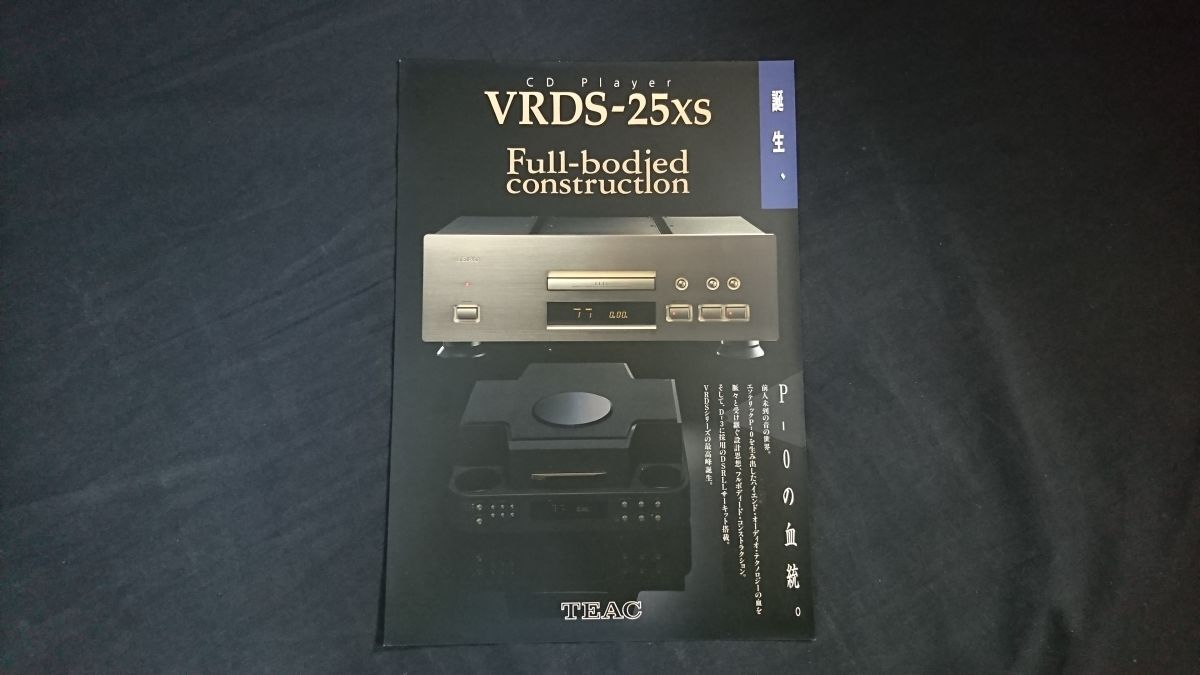 CD Player
VRDS-25xs
Full-bodied
construction
誕生、
TEAC
77 0.00.
P-0の血統。
前人未到の音の世界。
エソテリックP-0を生み出したハイエンド・オーディオ・テクノロジーの血を
脈々と受け継ぐ設計思想、フルボディード・コンストラクション。
そして、D-3に採用のDSRLLサーキット搭載。
VRDSシリーズの最高峰誕生。
TEAC